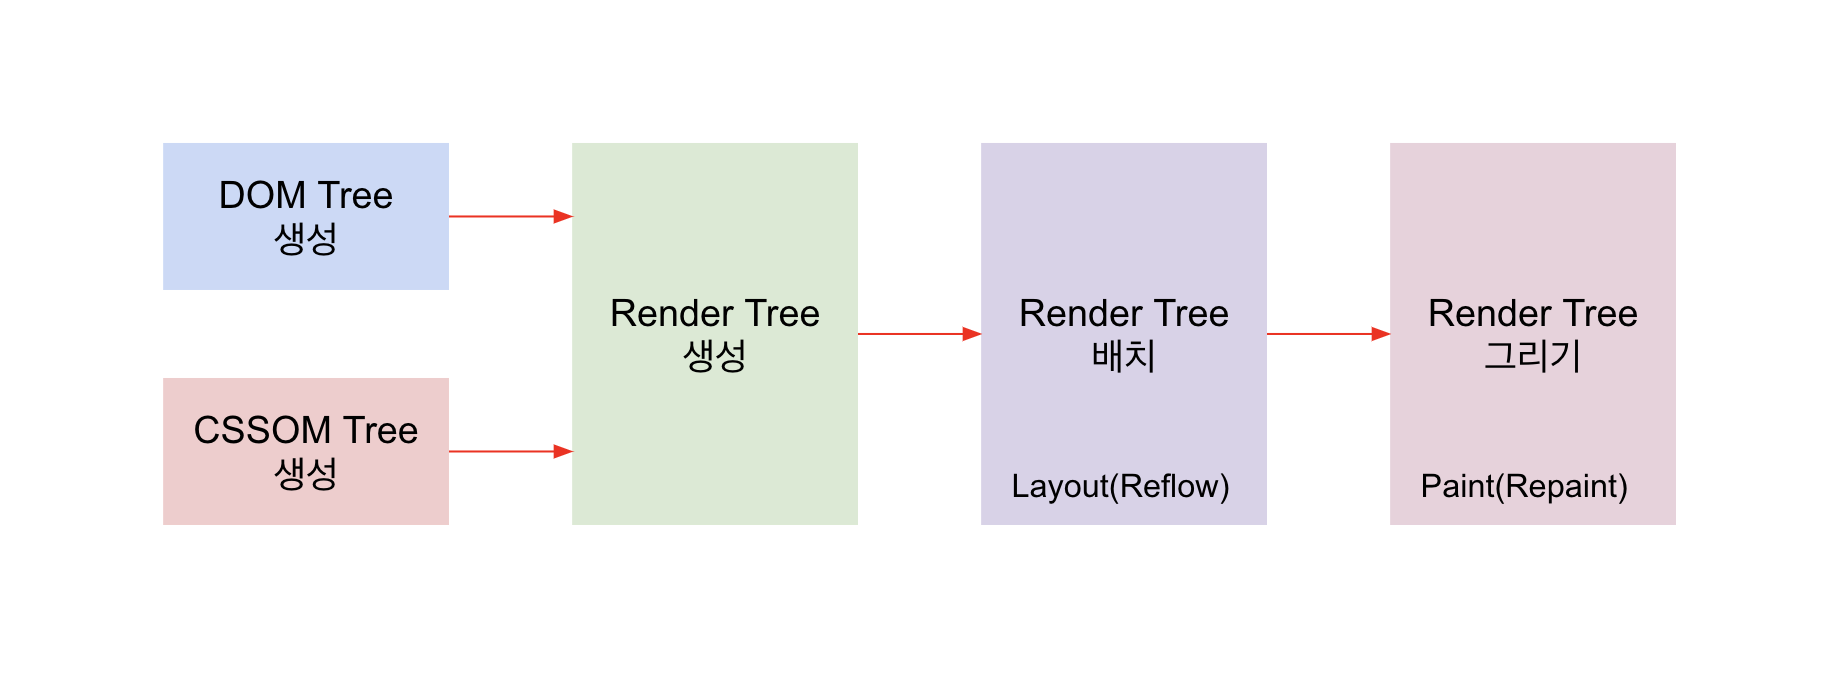 DOM Tree
생성
CSSOM Tree
생성
Render Tree
생성
Render Tree
배치
Layout(Reflow)
Render Tree
그리기
Paint(Repaint)